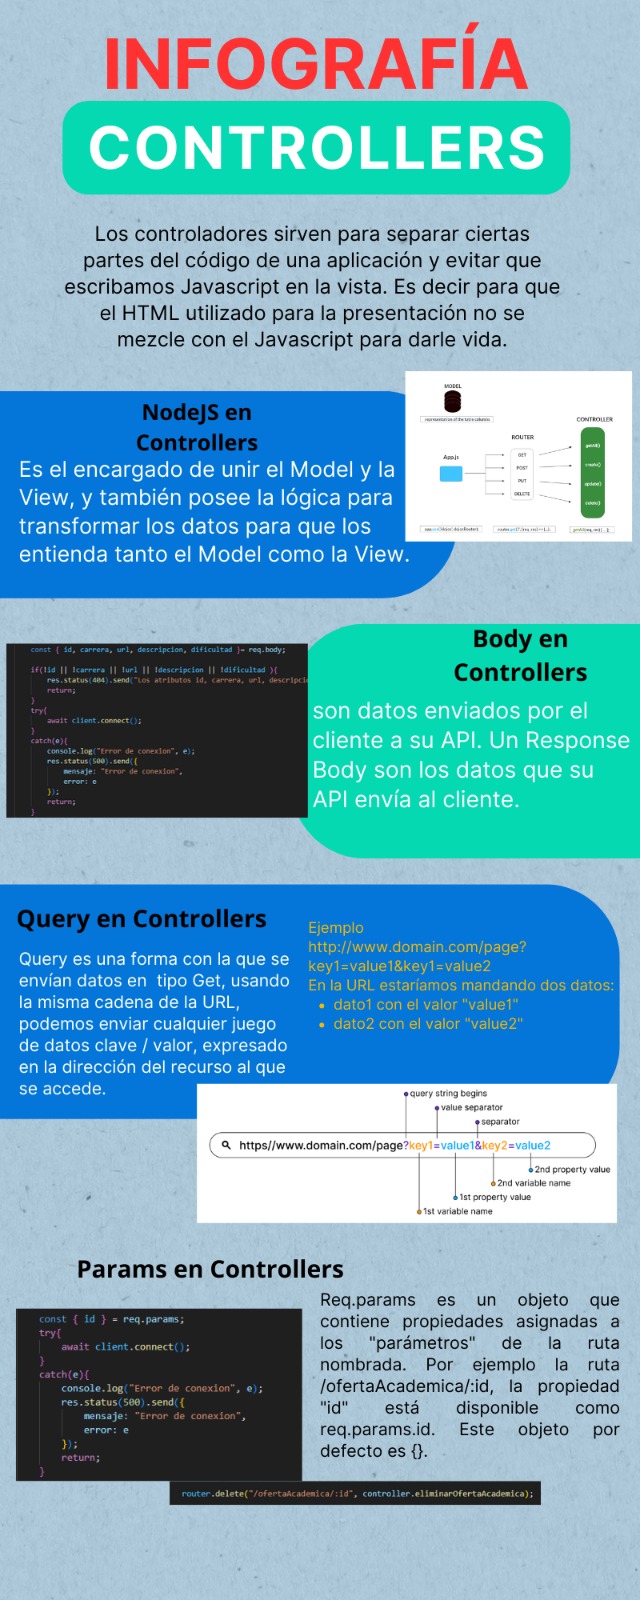 INFOGRAFÍA
CONTROLLERS
Los controladores sirven para separar ciertas
partes del código de una aplicación y evitar que
escribamos Javascript en la vista. Es decir para que
el HTML utilizado para la presentación no se
mezcle con el Javascript para darle vida.
NodeJS en
Controllers
Es el encargado de unir el Model y la
View, y también posee la lógica para
transformar los datos para que los
entienda tanto el Model como la View.
MODEL
representation of the table columns
CONTROLLER
ROUTER
App.js
GET
POST
PUT
DELETE
getAll()
create()
update()
delete()
Body en
Controllers
son datos enviados por el
cliente a su API. Un Response
Body son los datos que su
API envía al cliente.
const { id, carrera, url, descripcion, dificultad }= req.body;
if(!id || !carrera || !url || !descripcion || !dificultad ){
res.status(404).send("Los atributos id, carrera, url, descripcio
return;
}
try{
await client.connect();
}
catch(e){
console.log("Error de conexion", e);
res.status(500).send({
mensaje: "Error de conexion",
error: e
});
return;
}
Query en Controllers
Query es una forma con la que se
envían datos en tipo Get, usando
la misma cadena de la URL,
podemos enviar cualquier juego
de datos clave / valor, expresado
en la dirección del recurso al que
se accede.
Ejemplo
http://www.domain.com/page?
key1=value1&key1=value2
En la URL estaríamos mandando dos datos:
• dato1 con el valor "value1"
• dato2 con el valor "value2"
query string begins
value separator
separator
https//www.domain.com/page?key1=value1&key2=value2
2nd property value
2nd variable name
1st property value
1st variable name
Params en Controllers
const { id } = req.params;
try{
await client.connect();
}
catch(e){
console.log("Error de conexion", e);
res.status(500).send({
mensaje: "Error de conexion",
error: e
});
return;
}
Req.params es un objeto que
contiene propiedades asignadas a
los "parámetros" de la ruta
nombrada. Por ejemplo la ruta
/ofertaAcademica/:id, la propiedad
"id" está disponible como
req.params.id. Este objeto por
defecto es {}.
router.delete("/ofertaAcademica/:id", controller.eliminarOfertaAcademica);